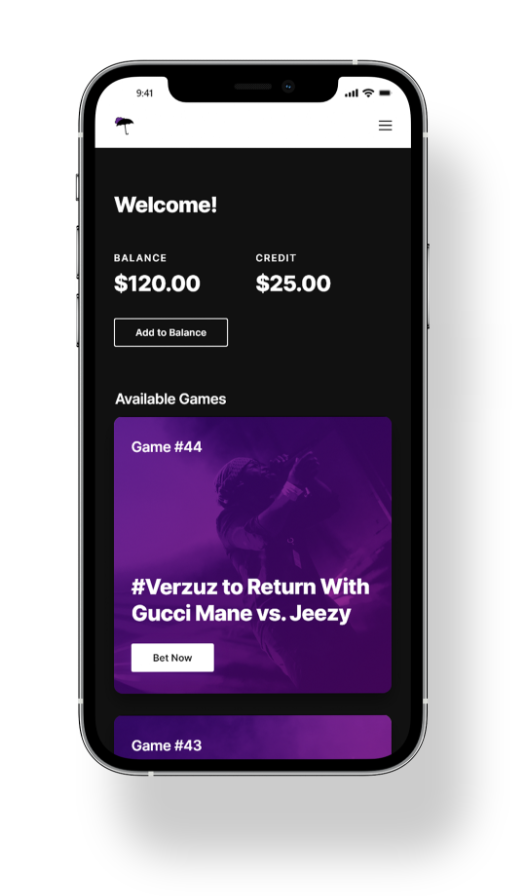 9:41
Welcome!
BALANCE
CREDIT
$120.00
$25.00
Add to Balance
Available Games
Game #44
#Verzuz to Return With
Gucci Mane vs. Jeezy
Bet Now
Game #43